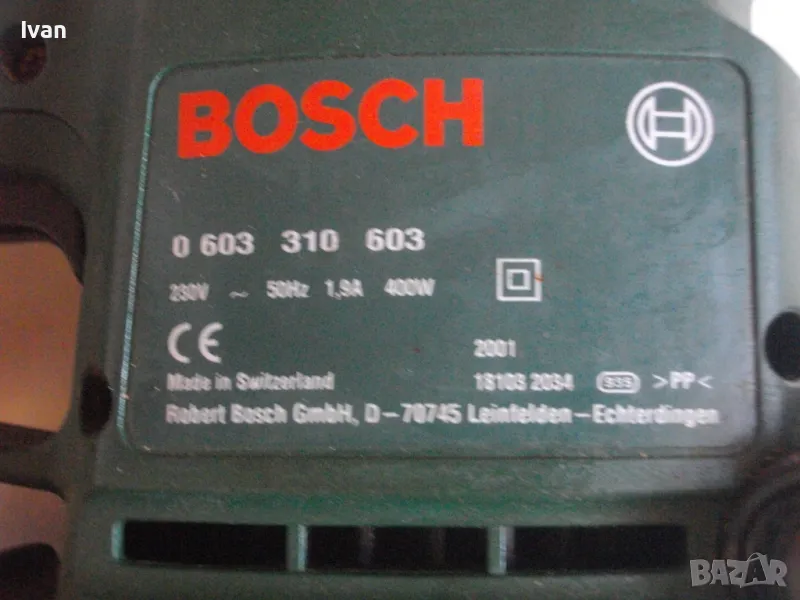 Ivan
BOSCH
0 603 310 603
230V ~ 50Hz 1,9A 400W
CE
2001
Made in Switzerland
18103 2034 >PP<
Robert Bosch GmbH, D-70745 Leinfelden-Echterdingen
BAZAR